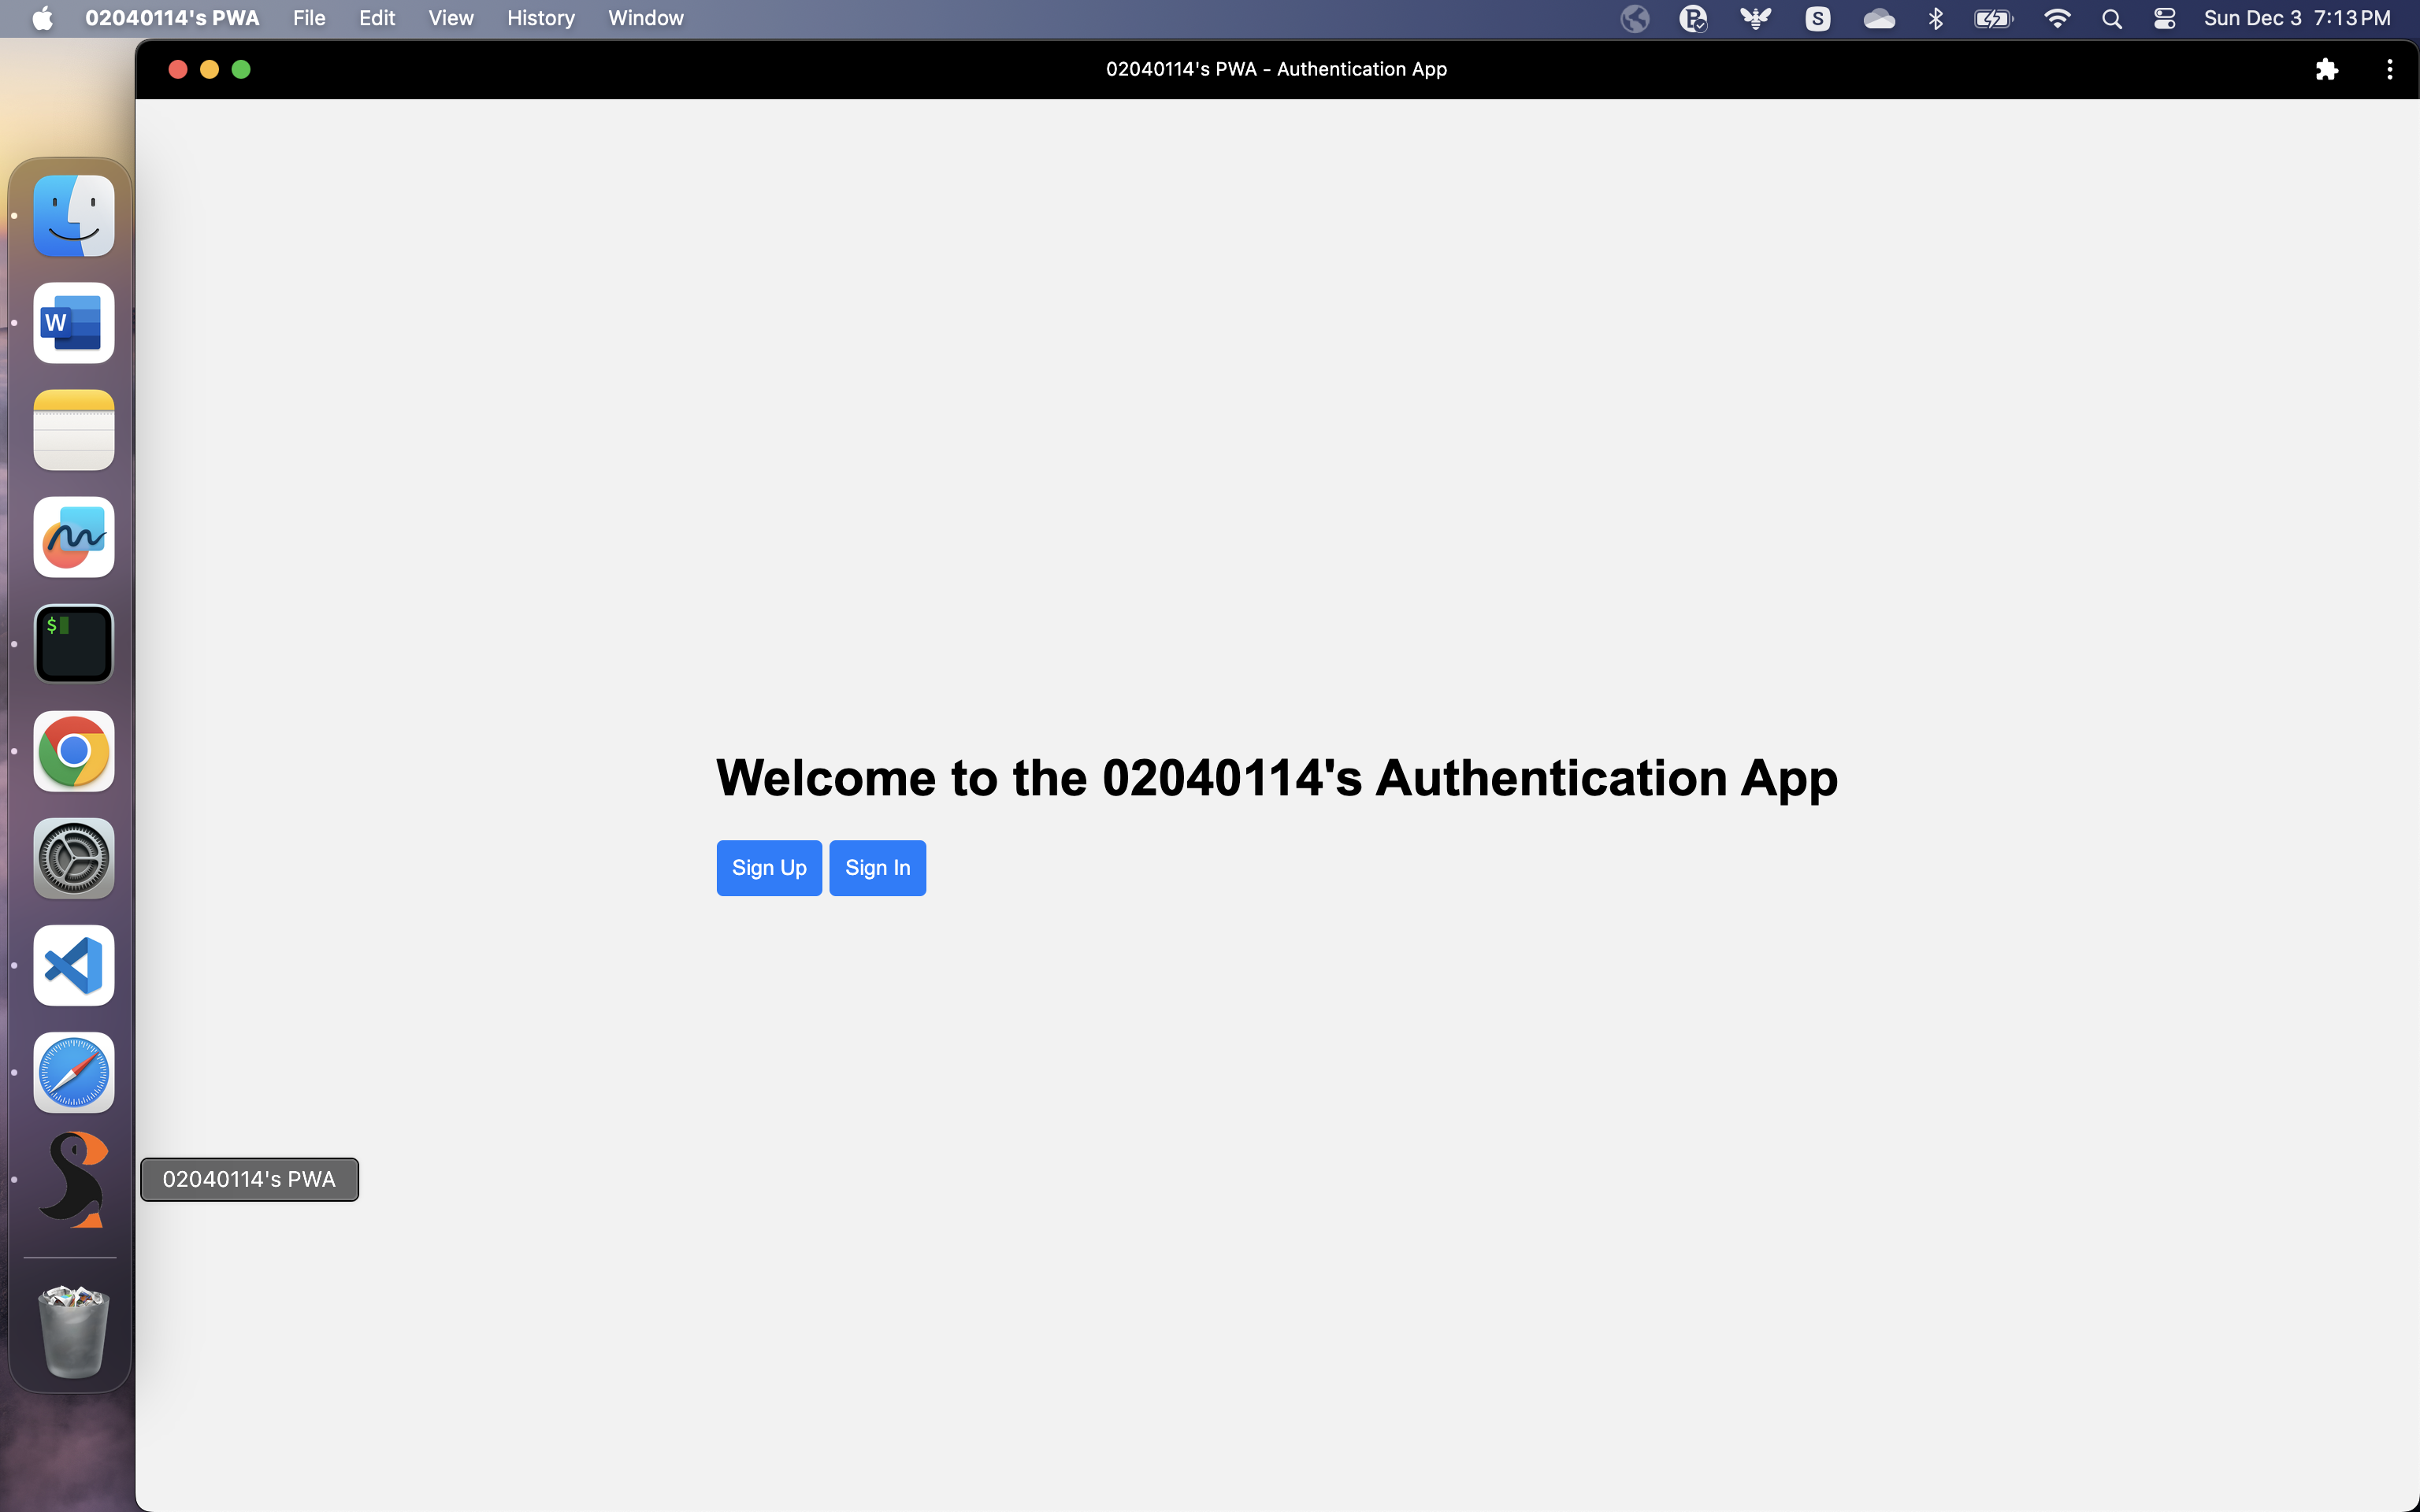 02040114's PWA File Edit View History Window S Sun Dec 3 7:13 PM
02040114's PWA - Authentication App
W
$
Welcome to the 02040114's Authentication App
Sign Up Sign In
02040114's PWA